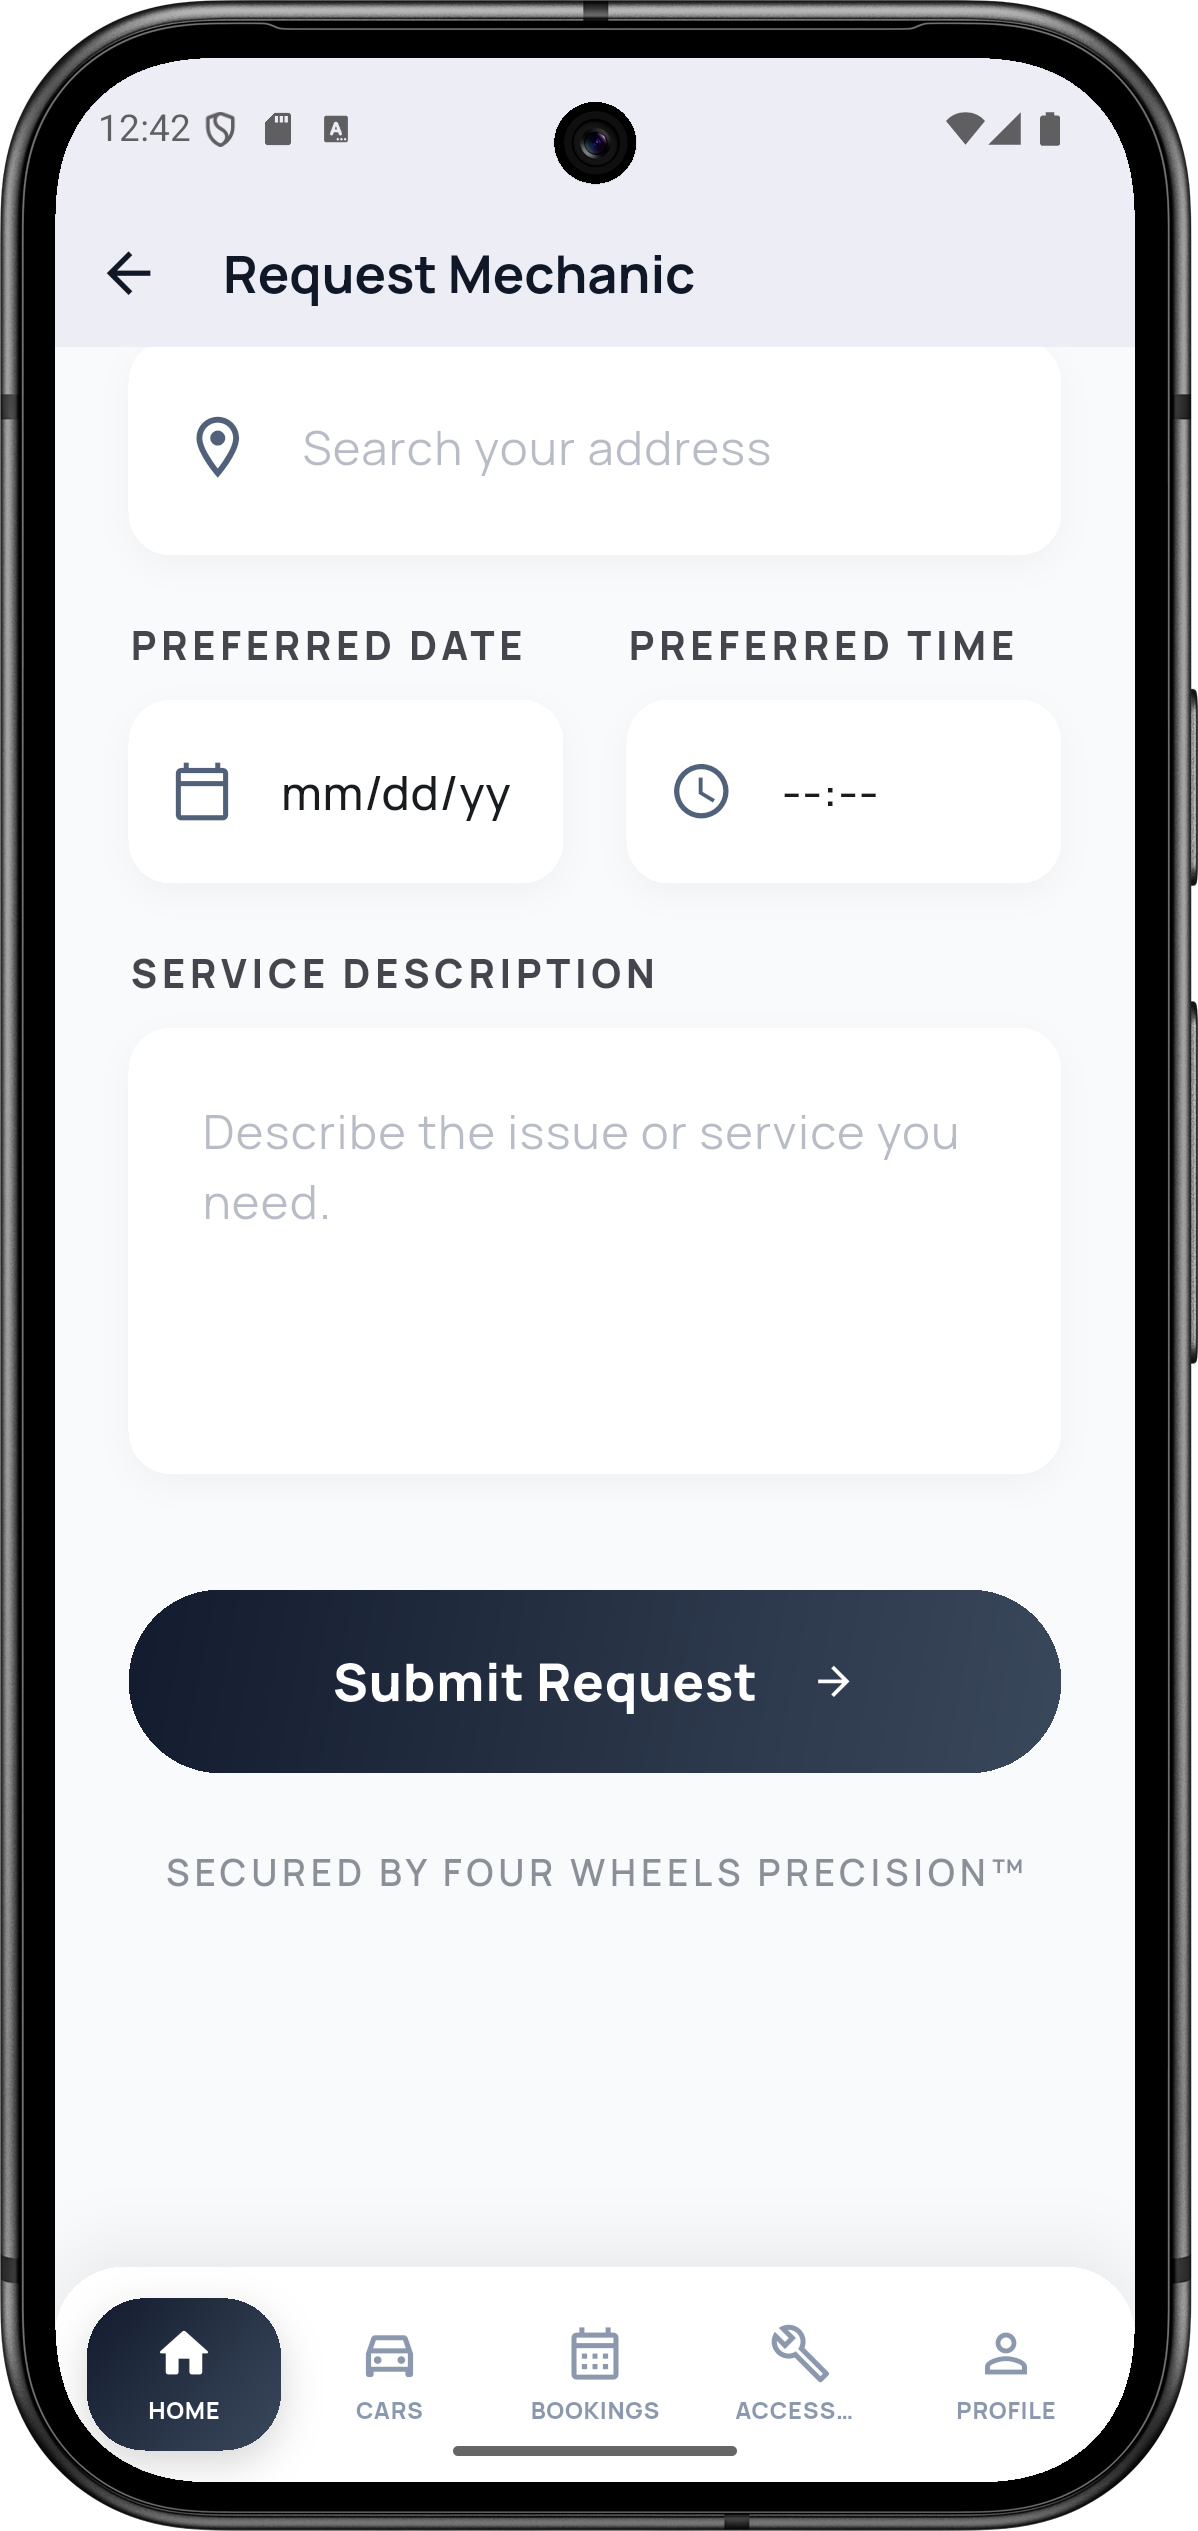 12:42
Request Mechanic
Search your address
PREFERRED DATE PREFERRED TIME
mm/dd/yy --:--
SERVICE DESCRIPTION
Describe the issue or service you
need.
Submit Request
SECURED BY FOUR WHEELS PRECISION™
HOME CARS BOOKINGS ACCESS... PROFILE